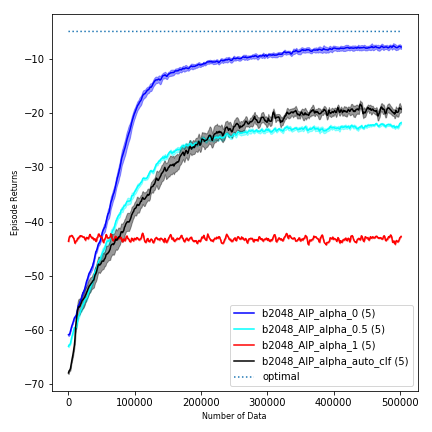 −10
−20
−30
−40
−50
−60
−70
Episode Returns
0
100000
200000
300000
400000
500000
Number of Data
b2048_AIP_alpha_0 (5)
b2048_AIP_alpha_0.5 (5)
b2048_AIP_alpha_1 (5)
b2048_AIP_alpha_auto_clf (5)
optimal